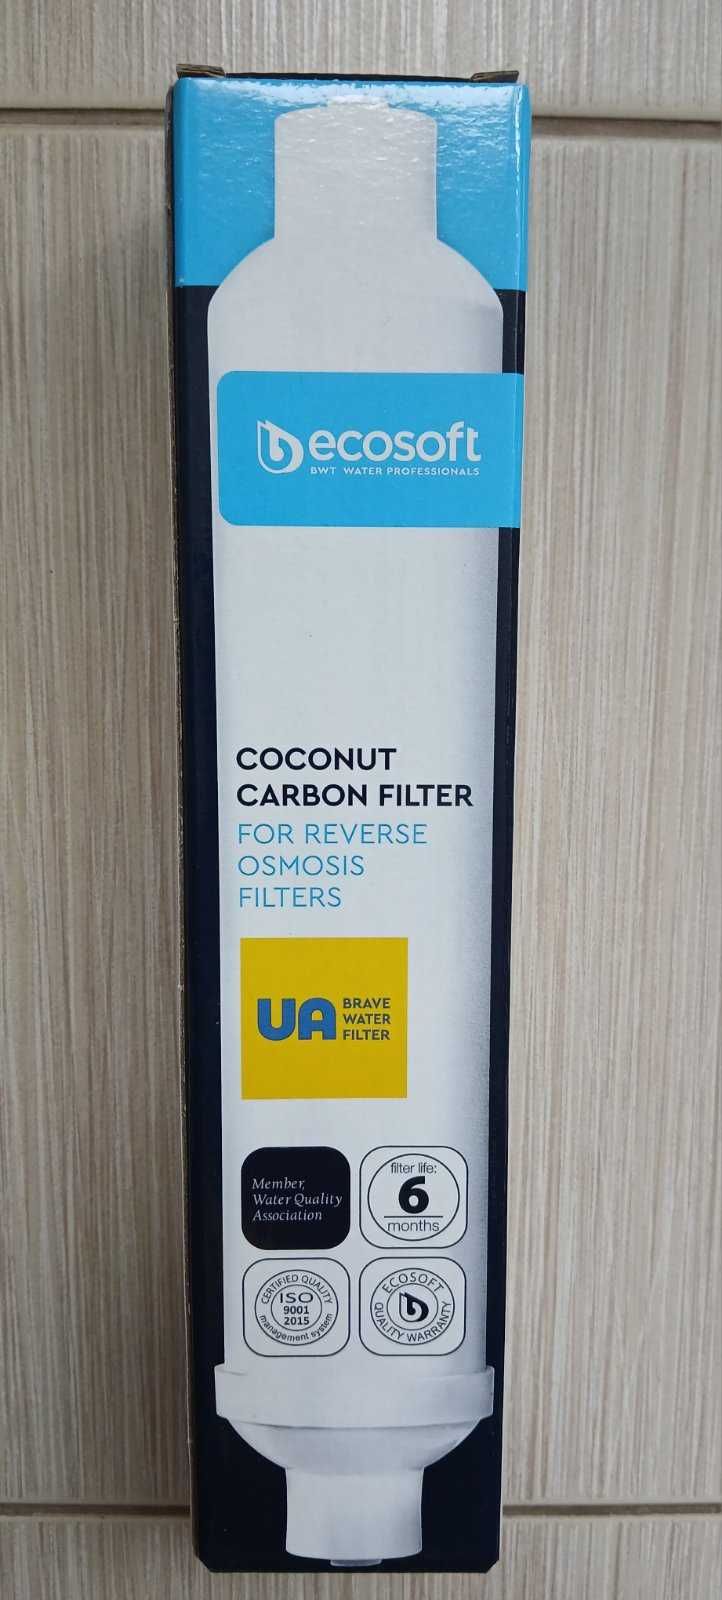 ecosoft
BWT WATER PROFESSIONALS
COCONUT
CARBON FILTER
FOR REVERSE
OSMOSIS
FILTERS
UA
BRAVE
WATER
FILTER
Member,
Water Quality
Association
filter life:
6
months
CERTIFIED QUALITY
ISO
9001
2015
management system
ECOSOFT
QUALITY WARRANTY